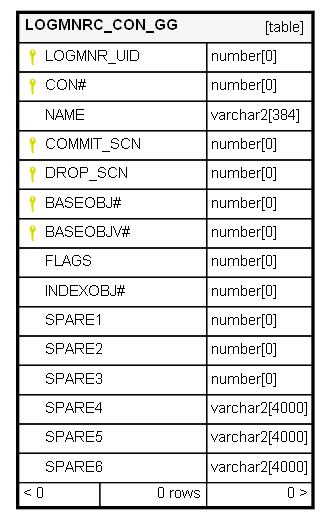 LOGMNRC_CON_GG [table]
LOGMNR_UID number[0]
CON# number[0]
NAME varchar2[384]
COMMIT_SCN number[0]
DROP_SCN number[0]
BASEOBJ# number[0]
BASEOBJV# number[0]
FLAGS number[0]
INDEXOBJ# number[0]
SPARE1 number[0]
SPARE2 number[0]
SPARE3 number[0]
SPARE4 varchar2[4000]
SPARE5 varchar2[4000]
SPARE6 varchar2[4000]
< 0 0 rows 0 >